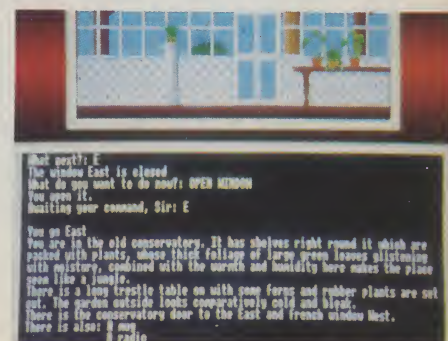 What next?: E
The window East is closed
What do you want to do now?: OPEN WINDOW
You open it.
Awaiting your command, Sir: E
You go East
You are in the old conservatory. It has shelves right round it which are
packed with plants, whose thick foliage of large green leaves glistening
with moisture, combined with the warmth and humidity here makes the place
seem like a jungle.
There is a long trestle table on with some ferns and rubber plants are set
out. The garden outside looks comparatively cold and bleak.
There is the conservatory door to the East and french window West.
There is also: A mug
A radio